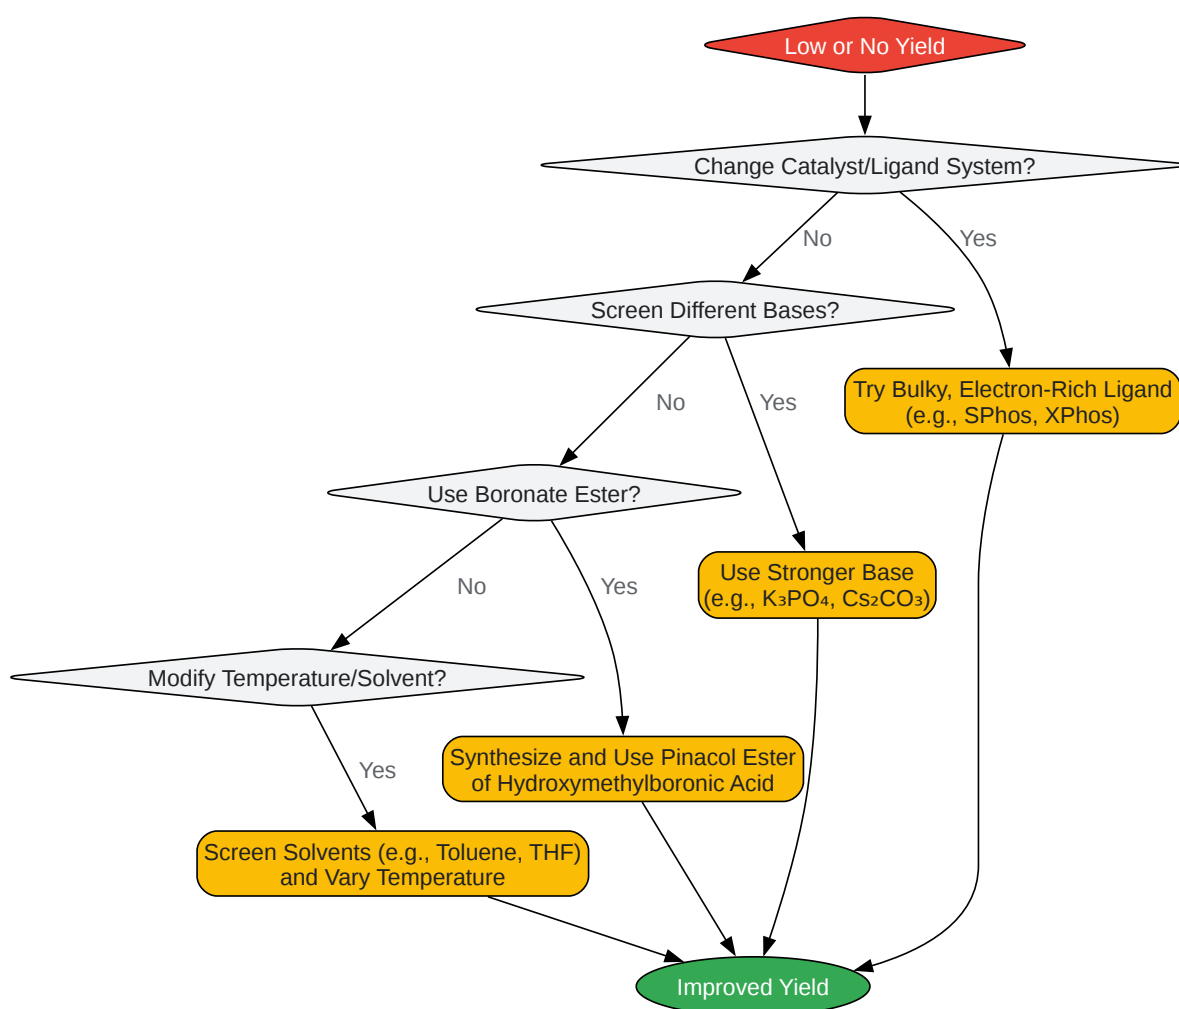 Low or No Yield
Change Catalyst/Ligand System?
No
Yes
Screen Different Bases?
Try Bulky, Electron-Rich Ligand
(e.g., SPhos, XPhos)
No
Yes
Use Boronate Ester?
Use Stronger Base
(e.g., K₃PO₄, Cs₂CO₃)
No
Yes
Modify Temperature/Solvent?
Synthesize and Use Pinacol Ester
of Hydroxymethylboronic Acid
Yes
Screen Solvents (e.g., Toluene, THF)
and Vary Temperature
Improved Yield